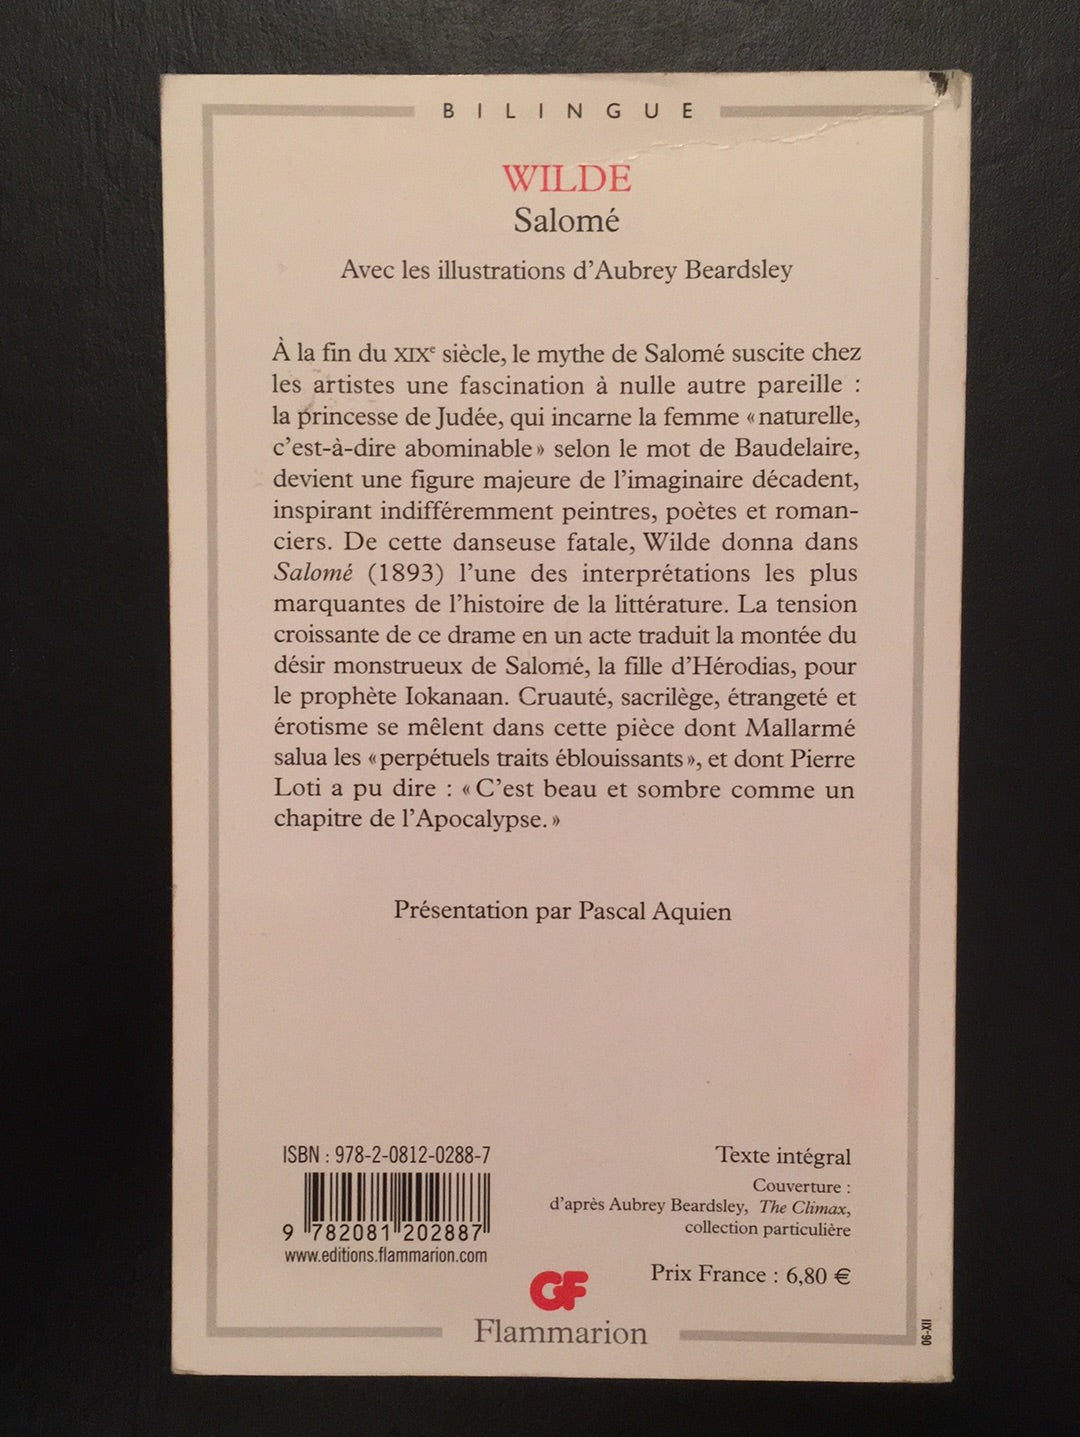 BILINGUE
WILDE
Salomé
Avec les illustrations d'Aubrey Beardsley
À la fin du XIXe siècle, le mythe de Salomé suscite chez
les artistes une fascination à nulle autre pareille :
la princesse de Judée, qui incarne la femme « naturelle,
c'est-à-dire abominable » selon le mot de Baudelaire,
devient une figure majeure de l'imaginaire décadent,
inspirant indifféremment peintres, poètes et roman-
ciers. De cette danseuse fatale, Wilde donna dans
Salomé (1893) l'une des interprétations les plus
marquantes de l'histoire de la littérature. La tension
croissante de ce drame en un acte traduit la montée du
désir monstrueux de Salomé, la fille d'Hérodias, pour
le prophète Iokanaan. Cruauté, sacrilège, étrangeté et
érotisme se mêlent dans cette pièce dont Mallarmé
salua les « perpétuels traits éblouissants », et dont Pierre
Loti a pu dire : « C'est beau et sombre comme un
chapitre de l'Apocalypse. »
Présentation par Pascal Aquien
ISBN : 978-2-0812-0288-7
9 782081 202887
www.editions.flammarion.com
Texte intégral
Couverture :
d'après Aubrey Beardsley, The Climax,
collection particulière
Prix France : 6,80 €
GF
Flammarion
06-XII